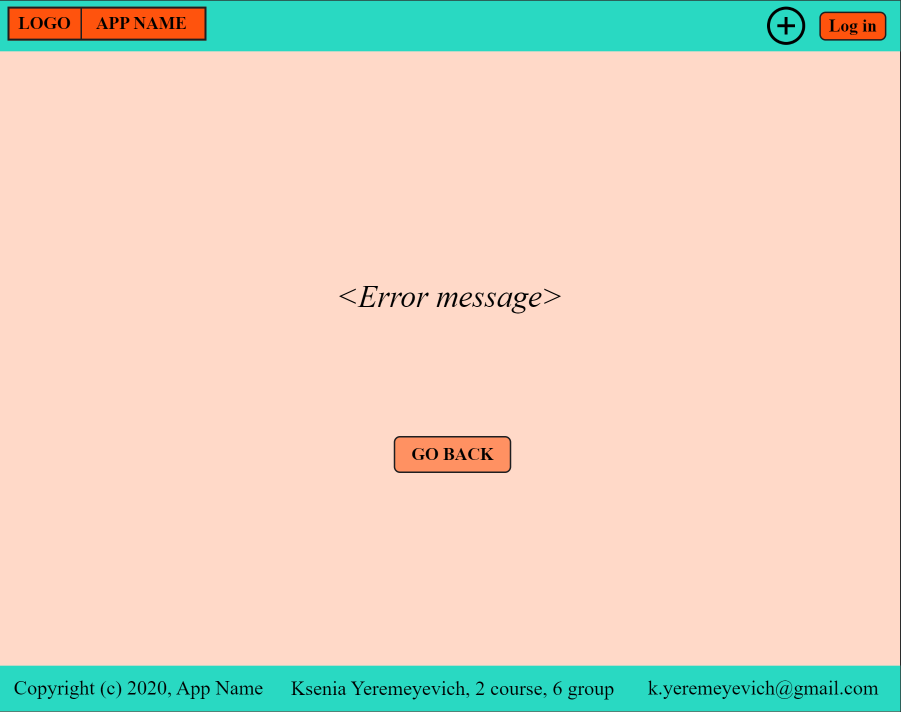 LOGO APP NAME Log in
<Error message>
GO BACK
Copyright (c) 2020, App Name Ksenia Yeremeyevich, 2 course, 6 group k.yeremeyevich@gmail.com